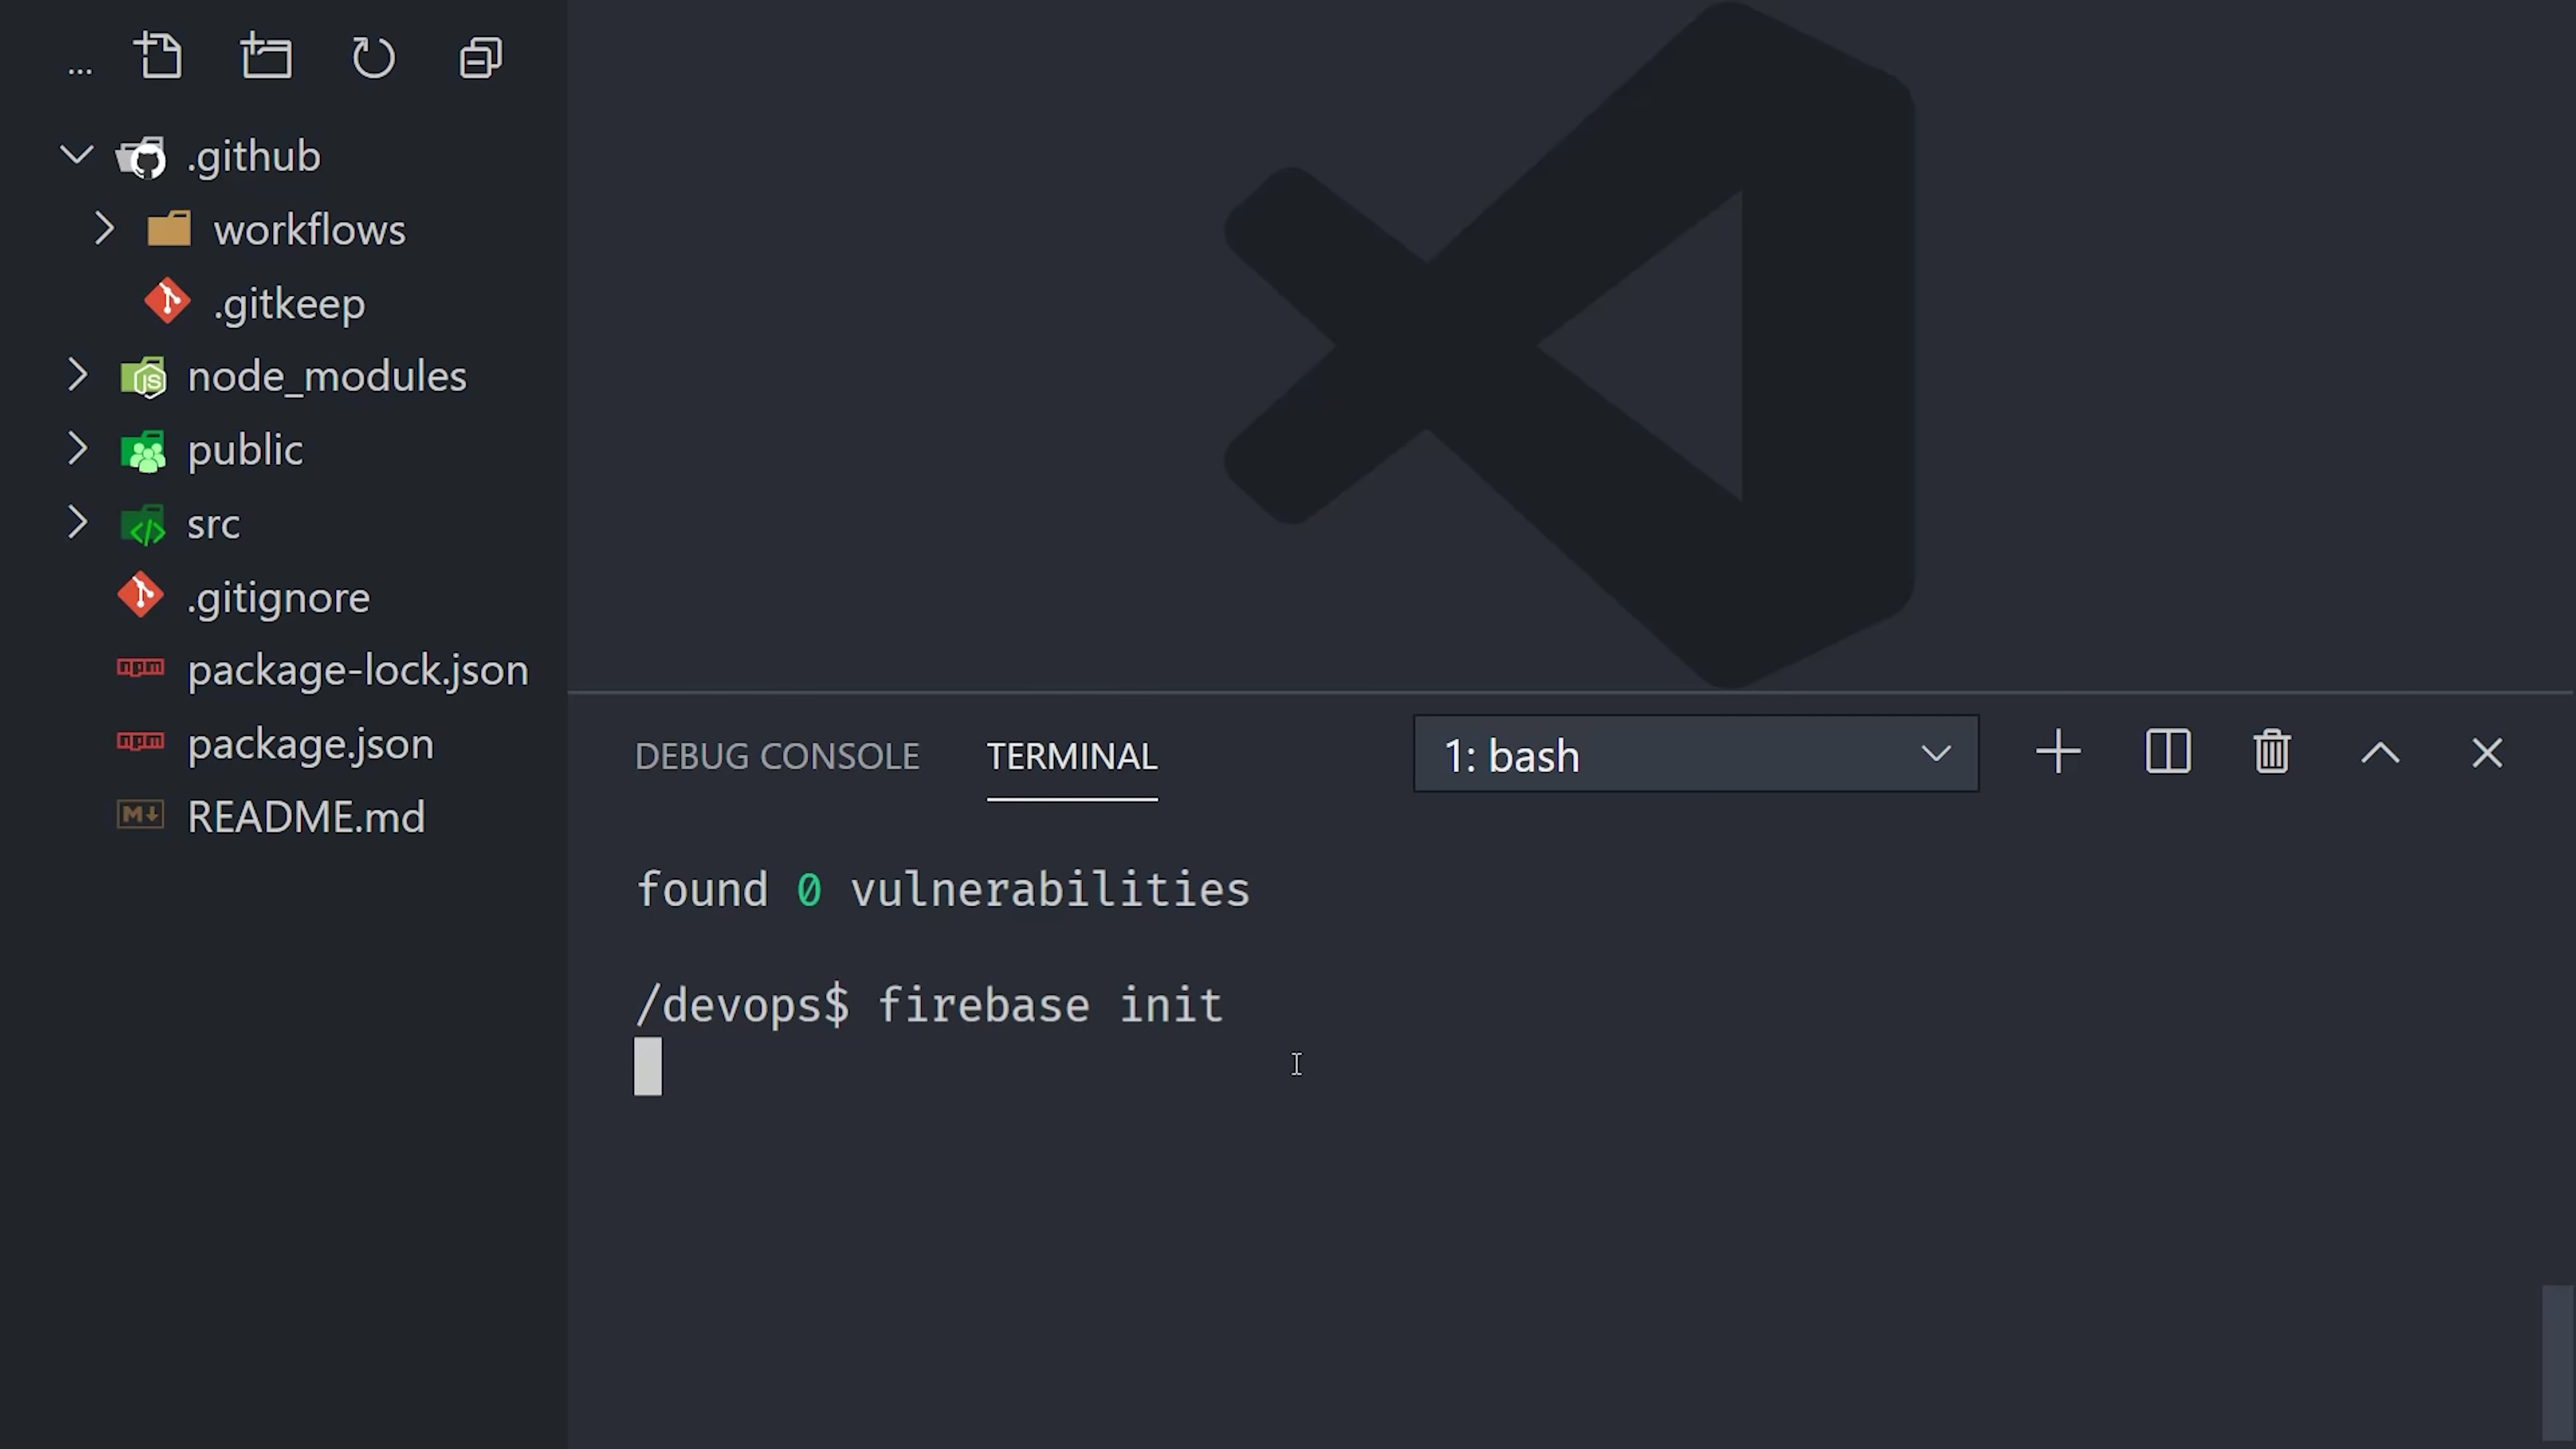 ...
.github
workflows
.gitkeep
node_modules
public
src
.gitignore
package-lock.json
package.json
README.md
DEBUG CONSOLE TERMINAL 1: bash
found 0 vulnerabilities
/devops$ firebase init